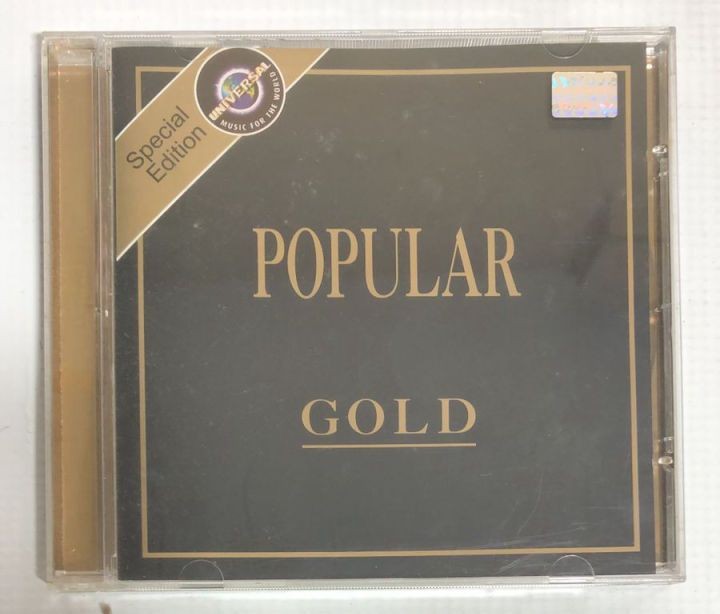 Special
Edition
UNIVERSAL
MUSIC FOR THE WORLD
POPULAR
GOLD